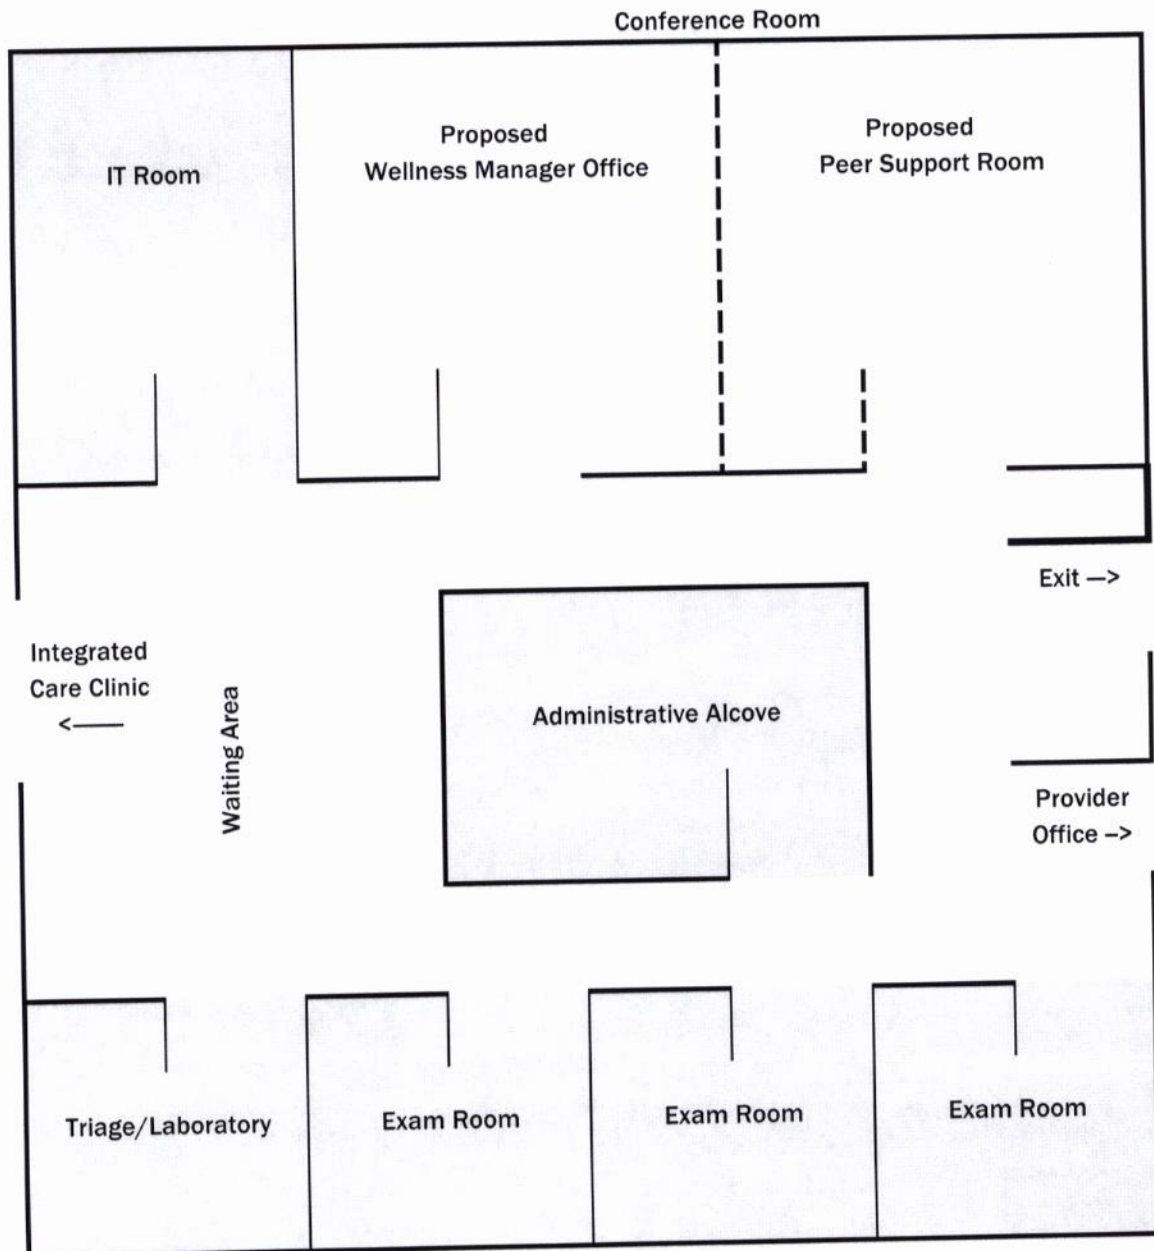 Conference Room
IT Room
Proposed
Wellness Manager Office
Proposed
Peer Support Room
Exit —>
Integrated
Care Clinic
<——
Waiting Area
Administrative Alcove
Provider
Office –>
Triage/Laboratory
Exam Room
Exam Room
Exam Room